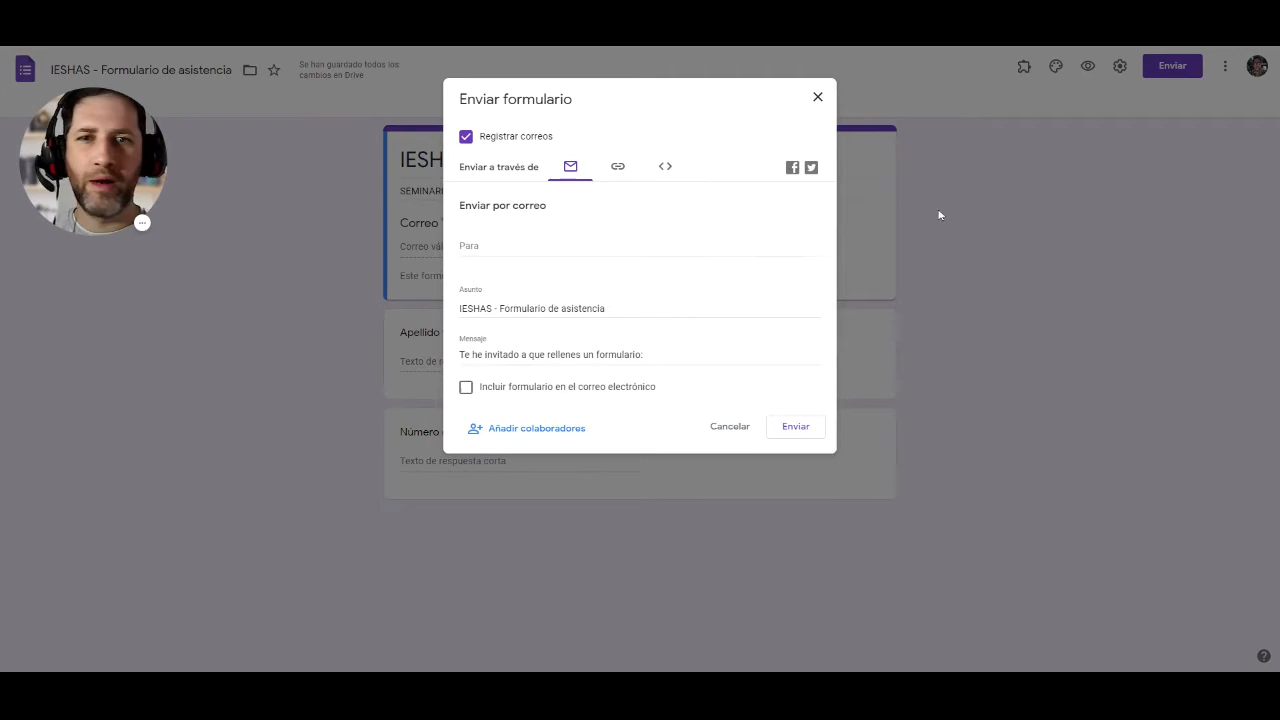 IESHAS - Formulario de asistencia
Se han guardado todos los
cambios en Drive
Enviar
Enviar formulario
Registrar correos
Enviar a través de
IESH
SEMINAR
Enviar por correo
Correo
Correo vál
Para
Este form
Asunto
IESHAS - Formulario de asistencia
Apellido
Mensaje
Te he invitado a que rellenes un formulario:
Texto de r
Incluir formulario en el correo electrónico
Añadir colaboradores
Cancelar
Enviar
Número
Texto de respuesta corta